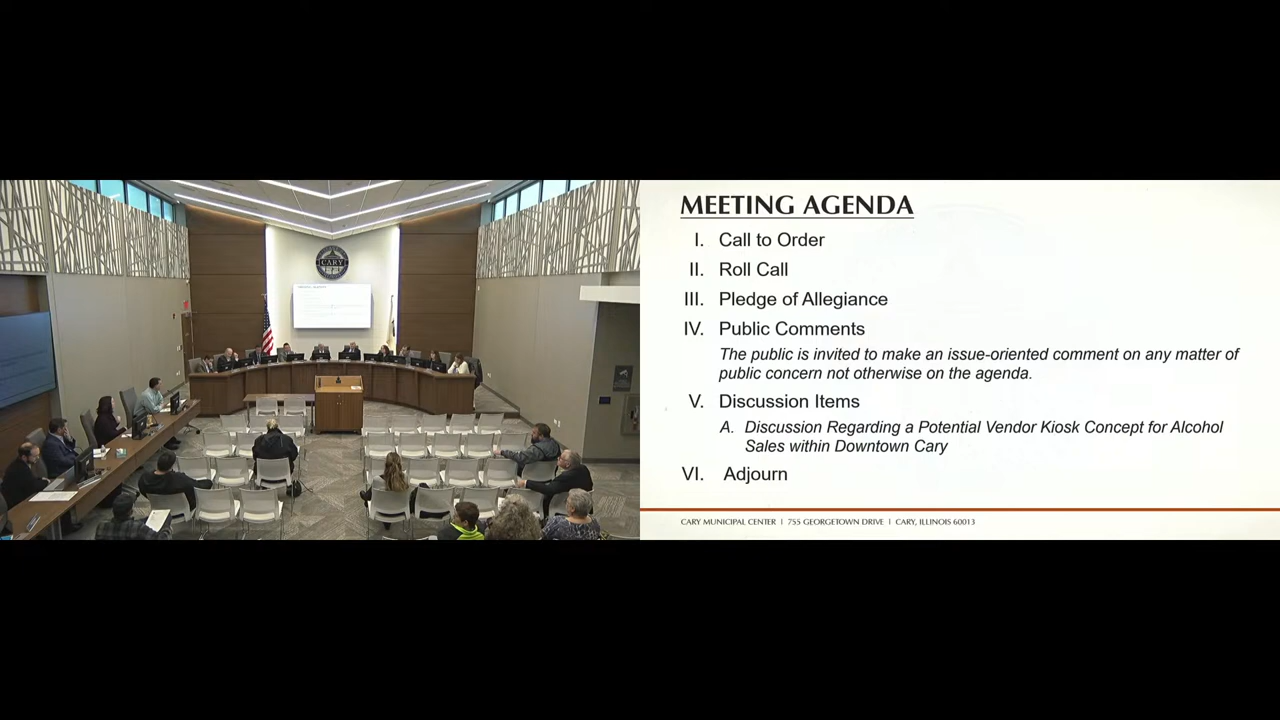 CARY
MEETING AGENDA
I. Call to Order
II. Roll Call
III. Pledge of Allegiance
IV. Public Comments
The public is invited to make an issue-oriented comment on any matter of
public concern not otherwise on the agenda.
V. Discussion Items
A. Discussion Regarding a Potential Vendor Kiosk Concept for Alcohol
Sales within Downtown Cary
VI. Adjourn
CARY MUNICIPAL CENTER | 755 GEORGETOWN DRIVE | CARY, ILLINOIS 60013